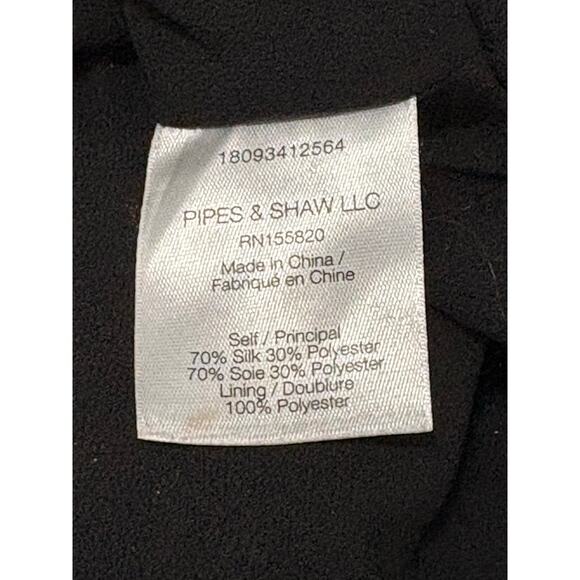 18093412564
PIPES & SHAW LLC
RN155820
Made in China /
Fabriqué en Chine
Self / Principal
70% Silk 30% Polyester
70% Soie 30% Polyester
Lining / Doublure
100% Polyester